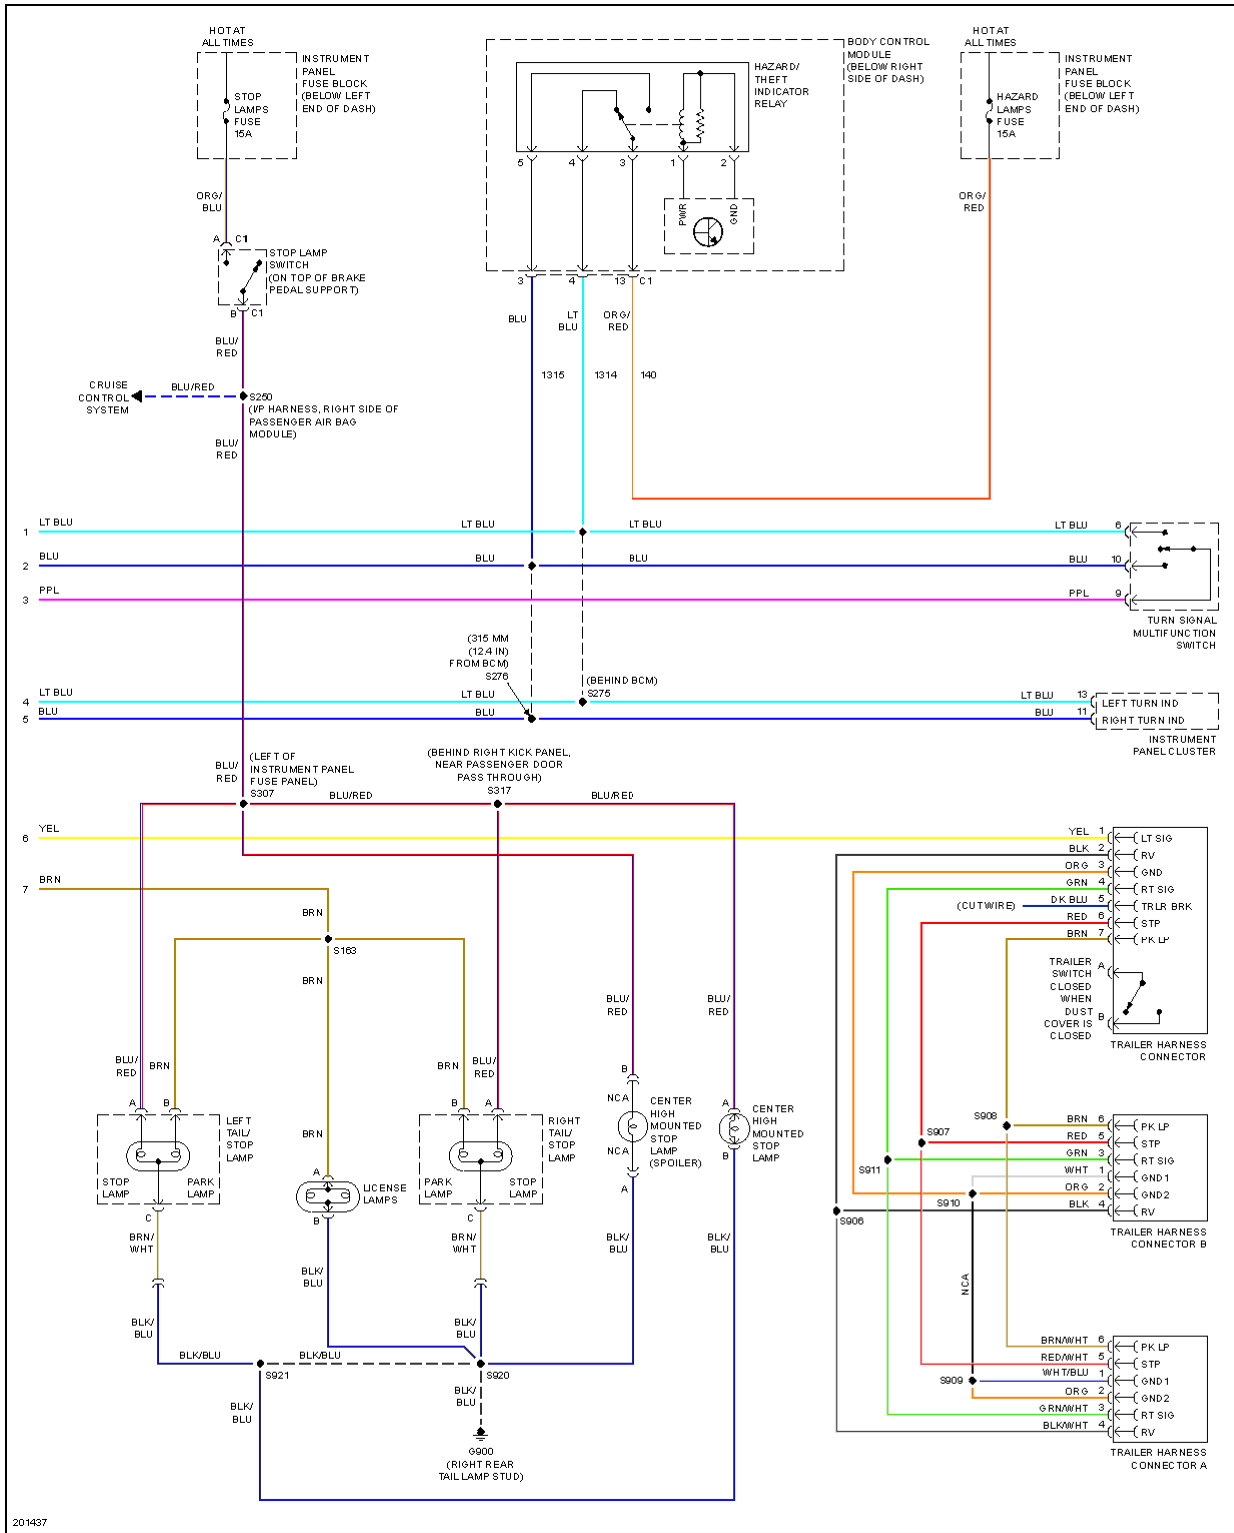 HOT AT
ALL TIMES
INSTRUMENT
PANEL
FUSE BLOCK
(BELOW LEFT
END OF DASH)
STOP
LAMPS
FUSE
15A
ORG/
BLU
A C1
STOP LAMP
SWITCH
(ON TOP OF BRAKE
PEDAL SUPPORT)
B C1
BLU/
RED
CRUISE
CONTROL
SYSTEM
BLU/RED
S250
(I/P HARNESS, RIGHT SIDE OF
PASSENGER AIR BAG
MODULE)
BLU/
RED
BODY CONTROL
MODULE
(BELOW RIGHT
SIDE OF DASH)
HAZARD/
THEFT
INDICATOR
RELAY
5 4 3 1 2
PWR
GND
3 4 13 C1
BLU
LT
BLU
ORG/
RED
1315 1314 140
HOT AT
ALL TIMES
INSTRUMENT
PANEL
FUSE BLOCK
(BELOW LEFT
END OF DASH)
HAZARD
LAMPS
FUSE
15A
ORG/
RED
1 LT BLU LT BLU LT BLU LT BLU 6
2 BLU BLU BLU BLU 10
3 PPL PPL 9
TURN SIGNAL
MULTIFUNCTION
SWITCH
(315 MM
(12.4 IN)
FROM BCM)
S276
(BEHIND BCM)
S275
4 LT BLU LT BLU LT BLU 13 LEFT TURN IND
5 BLU BLU BLU 11 RIGHT TURN IND
INSTRUMENT
PANEL CLUSTER
BLU/
RED
(LEFT OF
INSTRUMENT PANEL
FUSE PANEL)
S307
BLU/RED
(BEHIND RIGHT KICK PANEL,
NEAR PASSENGER DOOR
PASS THROUGH)
S317
BLU/RED
6 YEL
7 BRN
BRN
S163
BRN
YEL 1 LT SIG
BLK 2 RV
ORG 3 GND
GRN 4 RT SIG
(CUT WIRE) DK BLU 5 TRLR BRK
RED 6 STP
BRN 7 PK LP
TRAILER
SWITCH
CLOSED
WHEN
DUST
COVER IS
CLOSED
A
B
TRAILER HARNESS
CONNECTOR
BLU/
RED
BLU/
RED
BLU/
RED
BRN
BRN
BLU/
RED
A B
LEFT
TAIL/
STOP
LAMP
STOP
LAMP
PARK
LAMP
C
BRN/
WHT
BRN
A
LICENSE
LAMPS
B
BLK/
BLU
B A
RIGHT
TAIL/
STOP
LAMP
PARK
LAMP
STOP
LAMP
C
BRN/
WHT
B
NCA
CENTER
HIGH
MOUNTED
STOP
LAMP
(SPOILER)
NCA
A
BLK/
BLU
A
CENTER
HIGH
MOUNTED
STOP
LAMP
B
BLK/
BLU
BLK/
BLU
BLK/
BLU
BLK/BLU
BLK/BLU
S921
S920
BLK/
BLU
BLK/
BLU
G900
(RIGHT REAR
TAIL LAMP STUD)
S908
S907
S911
S910
S906
BRN 6 PK LP
RED 5 STP
GRN 3 RT SIG
WHT 1 GND1
ORG 2 GND2
BLK 4 RV
TRAILER HARNESS
CONNECTOR B
NCA
S909
BRN/WHT 6 PK LP
RED/WHT 5 STP
WHT/BLU 1 GND1
ORG 2 GND2
GRN/WHT 3 RT SIG
BLK/WHT 4 RV
TRAILER HARNESS
CONNECTOR A
201437